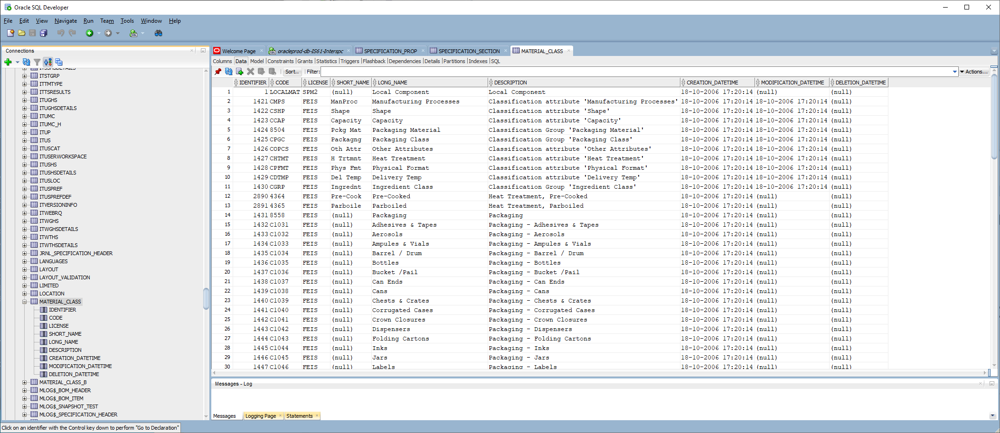 Oracle SQL Developer
File Edit View Navigate Run Team Tools Window Help
Connections
ITSTGRP
ITTMTYPE
ITTSRESULTS
ITUGHS
ITUGHSDETAILS
ITUMC
ITUMC_H
ITUP
ITUS
ITUSCAT
ITUSERWORKSPACE
ITUSHS
ITUSHSDETAILS
ITUSLOC
ITUSPREF
ITUSPREFDEF
ITVERSIONINFO
ITWEBRQ
ITWGHS
ITWGHSDETAILS
ITWTHS
ITWTHSDETAILS
JRNL_SPECIFICATION_HEADER
LANGUAGES
LAYOUT
LAYOUT_VALIDATION
LIMITED
LOCATION
MATERIAL_CLASS
IDENTIFIER
CODE
LICENSE
SHORT_NAME
LONG_NAME
DESCRIPTION
CREATION_DATETIME
MODIFICATION_DATETIME
DELETION_DATETIME
MATERIAL_CLASS_B
MLOG$_BOM_HEADER
MLOG$_BOM_ITEM
MLOG$_SNAPSHOT_TEST
MLOG$_SPECIFICATION_HEADER
Welcome Page oracleprod-db-IS61-Interspc SPECIFICATION_PROP SPECIFICATION_SECTION MATERIAL_CLASS
Columns Data Model Constraints Grants Statistics Triggers Flashback Dependencies Details Partitions Indexes SQL
Sort.. Filter: Actions...
IDENTIFIER CODE LICENSE SHORT_NAME LONG_NAME DESCRIPTION CREATION_DATETIME MODIFICATION_DATETIME DELETION_DATETIME
1 1 LOCALMAT SPM2 (null) Local Component Local Component 18-10-2006 17:20:14 (null) (null)
2 1421 CMPS FEIS ManProc Manufacturing Processes Classification attribute 'Manufacturing Processes' 18-10-2006 17:20:14 18-10-2006 17:20:14 (null)
3 1422 CSHP FEIS Shape Shape Classification attribute 'Shape' 18-10-2006 17:20:14 18-10-2006 17:20:14 (null)
4 1423 CCAP FEIS Capacity Capacity Classification attribute 'Capacity' 18-10-2006 17:20:14 18-10-2006 17:20:14 (null)
5 1424 8504 FEIS Pckg Mat Packaging Material Classification Group 'Packaging Material' 18-10-2006 17:20:14 18-10-2006 17:20:14 (null)
6 1425 CPGC FEIS Packagng Packaging Class Classification Group 'Packaging Class' 18-10-2006 17:20:14 18-10-2006 17:20:14 (null)
7 1426 COPCS FEIS Oth Attr Other Attributes Classification attribute 'Other Attributes' 18-10-2006 17:20:14 18-10-2006 17:20:14 (null)
8 1427 CHTMT FEIS H Trtmnt Heat Treatment Classification attribute 'Heat Treatment' 18-10-2006 17:20:14 18-10-2006 17:20:14 (null)
9 1428 CPFMT FEIS Phys Fmt Physical Format Classification attribute 'Physical Format' 18-10-2006 17:20:14 18-10-2006 17:20:14 (null)
10 1429 CDTMP FEIS Del Temp Delivery Temp Classification attribute 'Delivery Temp' 18-10-2006 17:20:14 18-10-2006 17:20:14 (null)
11 1430 CGRP FEIS Ingrednt Ingredient Class Classification Group 'Ingredient Class' 18-10-2006 17:20:14 18-10-2006 17:20:14 (null)
12 2890 4364 FEIS Pre-Cook Pre-Cooked Heat Treatment, Pre-Cooked 18-10-2006 17:20:14 (null) (null)
13 2891 4365 FEIS Parboile Parboiled Heat Treatment, Parboiled 18-10-2006 17:20:14 (null) (null)
14 1431 8558 FEIS (null) Packaging Packaging 18-10-2006 17:20:14 (null) (null)
15 1432 C1031 FEIS (null) Adhesives & Tapes Packaging - Adhesives & Tapes 18-10-2006 17:20:14 (null) (null)
16 1433 C1032 FEIS (null) Aerosols Packaging - Aerosols 18-10-2006 17:20:14 (null) (null)
17 1434 C1033 FEIS (null) Ampules & Vials Packaging - Ampules & Vials 18-10-2006 17:20:14 (null) (null)
18 1435 C1034 FEIS (null) Barrel / Drum Packaging - Barrel / Drum 18-10-2006 17:20:14 (null) (null)
19 1436 C1035 FEIS (null) Bottles Packaging - Bottles 18-10-2006 17:20:14 (null) (null)
20 1437 C1036 FEIS (null) Bucket /Pail Packaging - Bucket /Pail 18-10-2006 17:20:14 (null) (null)
21 1438 C1037 FEIS (null) Can Ends Packaging - Can Ends 18-10-2006 17:20:14 (null) (null)
22 1439 C1038 FEIS (null) Cans Packaging - Cans 18-10-2006 17:20:14 (null) (null)
23 1440 C1039 FEIS (null) Chests & Crates Packaging - Chests & Crates 18-10-2006 17:20:14 (null) (null)
24 1441 C1040 FEIS (null) Corrugated Cases Packaging - Corrugated Cases 18-10-2006 17:20:14 (null) (null)
25 1442 C1041 FEIS (null) Crown Closures Packaging - Crown Closures 18-10-2006 17:20:14 (null) (null)
26 1443 C1042 FEIS (null) Dispensers Packaging - Dispensers 18-10-2006 17:20:14 (null) (null)
27 1444 C1043 FEIS (null) Folding Cartons Packaging - Folding Cartons 18-10-2006 17:20:14 (null) (null)
28 1445 C1044 FEIS (null) Inks Packaging - Inks 18-10-2006 17:20:14 (null) (null)
29 1446 C1045 FEIS (null) Jars Packaging - Jars 18-10-2006 17:20:14 (null) (null)
30 1447 C1046 FEIS (null) Labels Packaging - Labels 18-10-2006 17:20:14 (null) (null)
Messages - Log
Messages Logging Page Statements
Click on an identifier with the Control key down to perform "Go to Declaration"